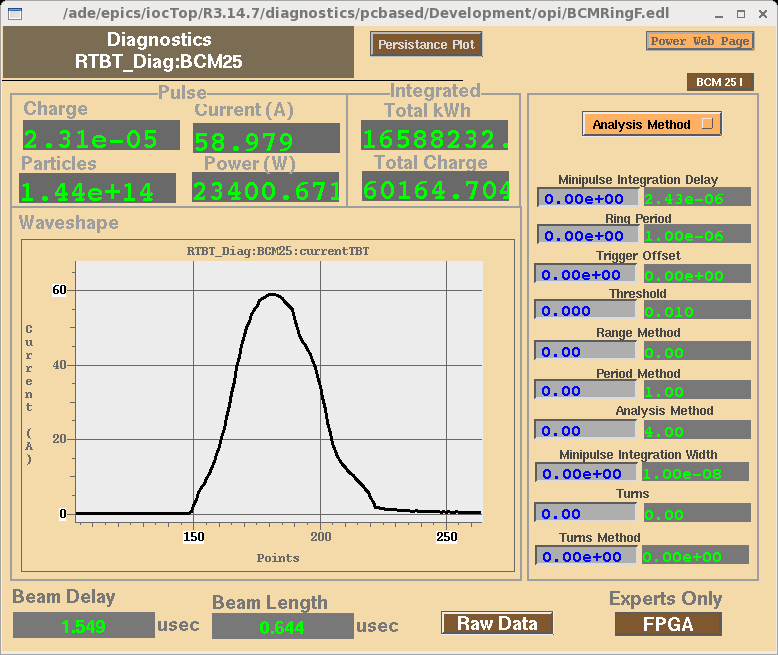 /ade/epics/iocTop/R3.14.7/diagnostics/pcbased/Development/opi/BCMRingF.edl
Diagnostics
RTBT_Diag:BCM25
Persistance Plot
Power Web Page
BCM 25 I
Pulse
Integrated
Charge
Current (A)
Total kWh
2.31e-05
58.979
16588232.
Particles
Power (W)
Total Charge
1.44e+14
23400.671
60164.704
Waveshape
RTBT_Diag:BCM25:currentTBT
60
40
20
0
Current (A)
150
200
250
Points
Analysis Method
Minipulse Integration Delay
0.00e+00
2.43e-06
Ring Period
0.00e+00
1.00e-06
Trigger Offset
0.00e+00
0.00e+00
Threshold
0.000
0.010
Range Method
0.00
0.00
Period Method
0.00
1.00
Analysis Method
0.00
4.00
Minipulse Integration Width
0.00e+00
1.00e-08
Turns
0.00
0.00
Turns Method
0.00e+00
0.00e+00
Beam Delay
1.549 usec
Beam Length
0.644 usec
Raw Data
Experts Only
FPGA